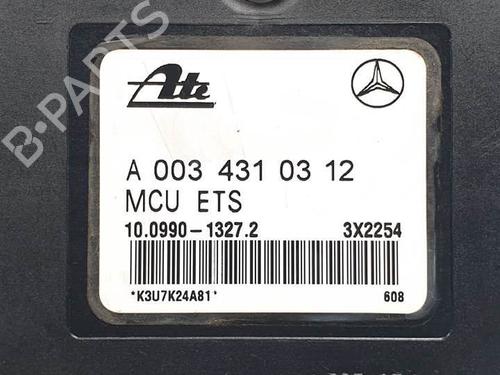 Ate
A 003 431 03 12
MCU ETS
10.0990-1327.2 3X2254
*K3U7K24A81* 608
B-PARTS